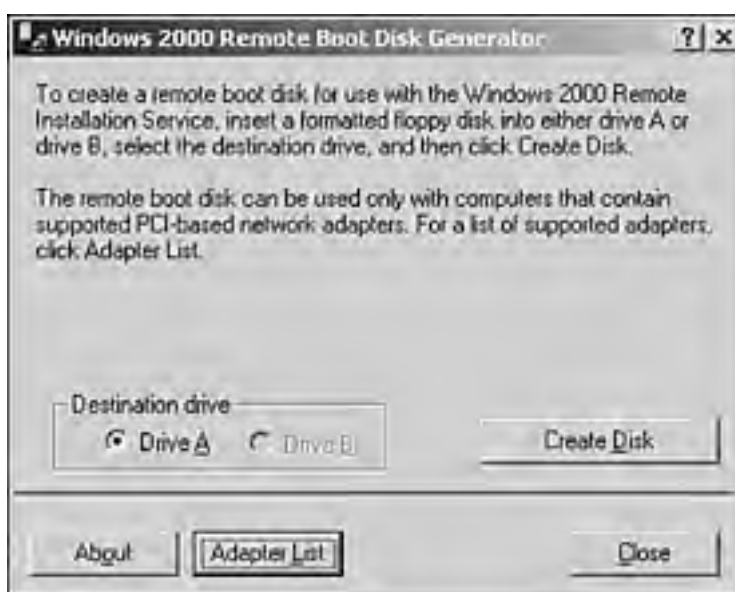 Windows 2000 Remote Boot Disk Generator
To create a remote boot disk for use with the Windows 2000 Remote
Installation Service, insert a formatted floppy disk into either drive A or
drive B, select the destination drive, and then click Create Disk.
The remote boot disk can be used only with computers that contain
supported PCI-based network adapters. For a list of supported adapters,
click Adapter List.
Destination drive
Drive A Drive B
Create Disk
About Adapter List Close